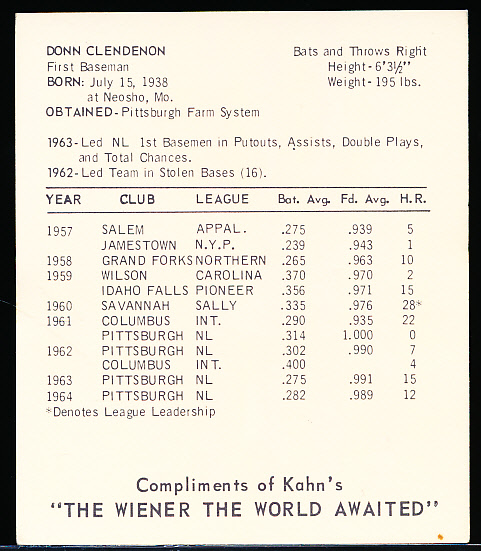 DONN CLENDENON Bats and Throws Right
First Baseman Height-6'3½"
BORN: July 15, 1938 Weight-195 lbs.
at Neosho, Mo.
OBTAINED-Pittsburgh Farm System
1963-Led NL 1st Basemen in Putouts, Assists, Double Plays,
and Total Chances.
1962-Led Team in Stolen Bases (16).
YEAR CLUB LEAGUE Bat. Avg. Fd. Avg. H.R.
1957 SALEM APPAL. .275 .939 5
JAMESTOWN N.Y.P. .239 .943 1
1958 GRAND FORKS NORTHERN .265 .963 10
1959 WILSON CAROLINA .370 .970 2
IDAHO FALLS PIONEER .356 .971 15
1960 SAVANNAH SALLY .335 .976 28*
1961 COLUMBUS INT. .290 .935 22
PITTSBURGH NL .314 1.000 0
1962 PITTSBURGH NL .302 .990 7
COLUMBUS INT. .400 4
1963 PITTSBURGH NL .275 .991 15
1964 PITTSBURGH NL .282 .989 12
*Denotes League Leadership
Compliments of Kahn's
"THE WIENER THE WORLD AWAITED"